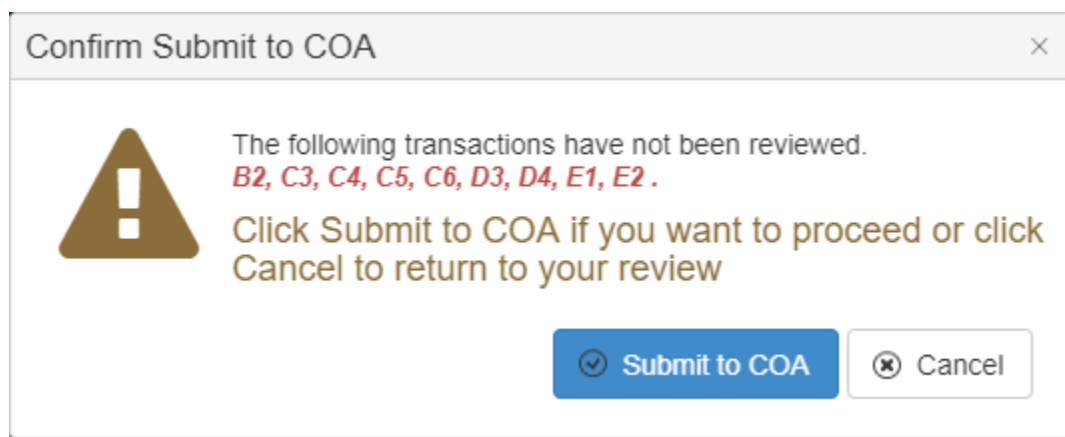 Confirm Submit to COA
The following transactions have not been reviewed.
B2, C3, C4, C5, C6, D3, D4, E1, E2 .
Click Submit to COA if you want to proceed or click
Cancel to return to your review
Submit to COA
Cancel